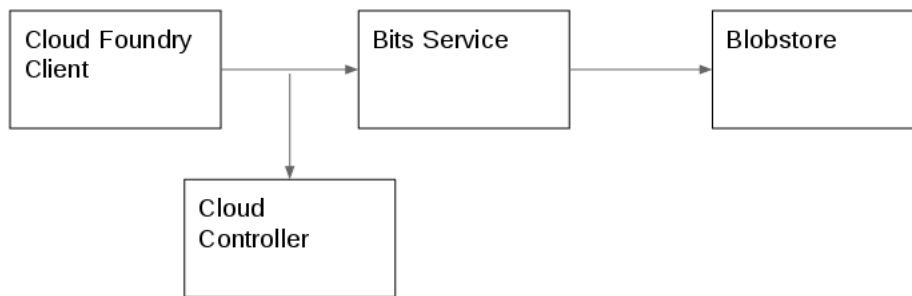 Cloud Foundry
Client
Bits Service
Blobstore
Cloud
Controller